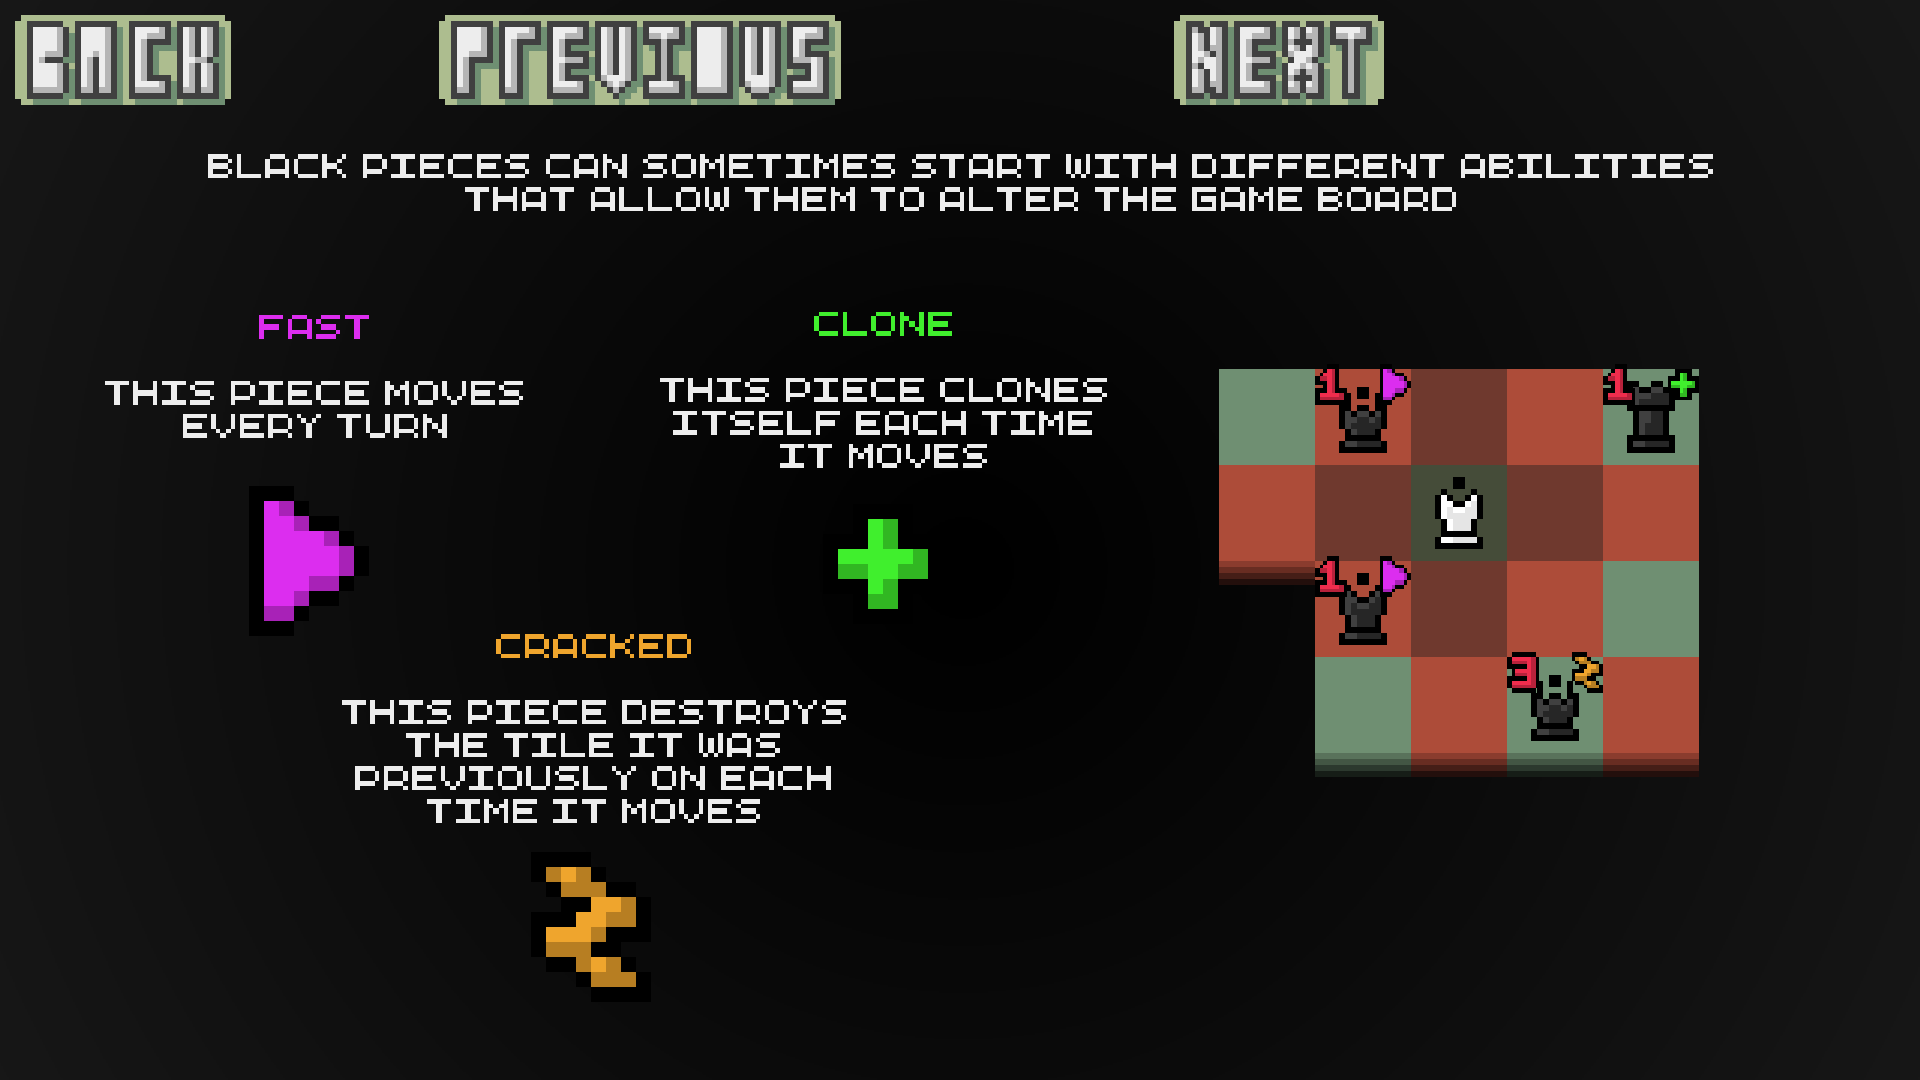 BACK
PREVIOUS
NEXT
BLACK PIECES CAN SOMETIMES START WITH DIFFERENT ABILITIES
THAT ALLOW THEM TO ALTER THE GAME BOARD
FAST
THIS PIECE MOVES
EVERY TURN
CLONE
THIS PIECE CLONES
ITSELF EACH TIME
IT MOVES
CRACKED
THIS PIECE DESTROYS
THE TILE IT WAS
PREVIOUSLY ON EACH
TIME IT MOVES
1
1
1
3